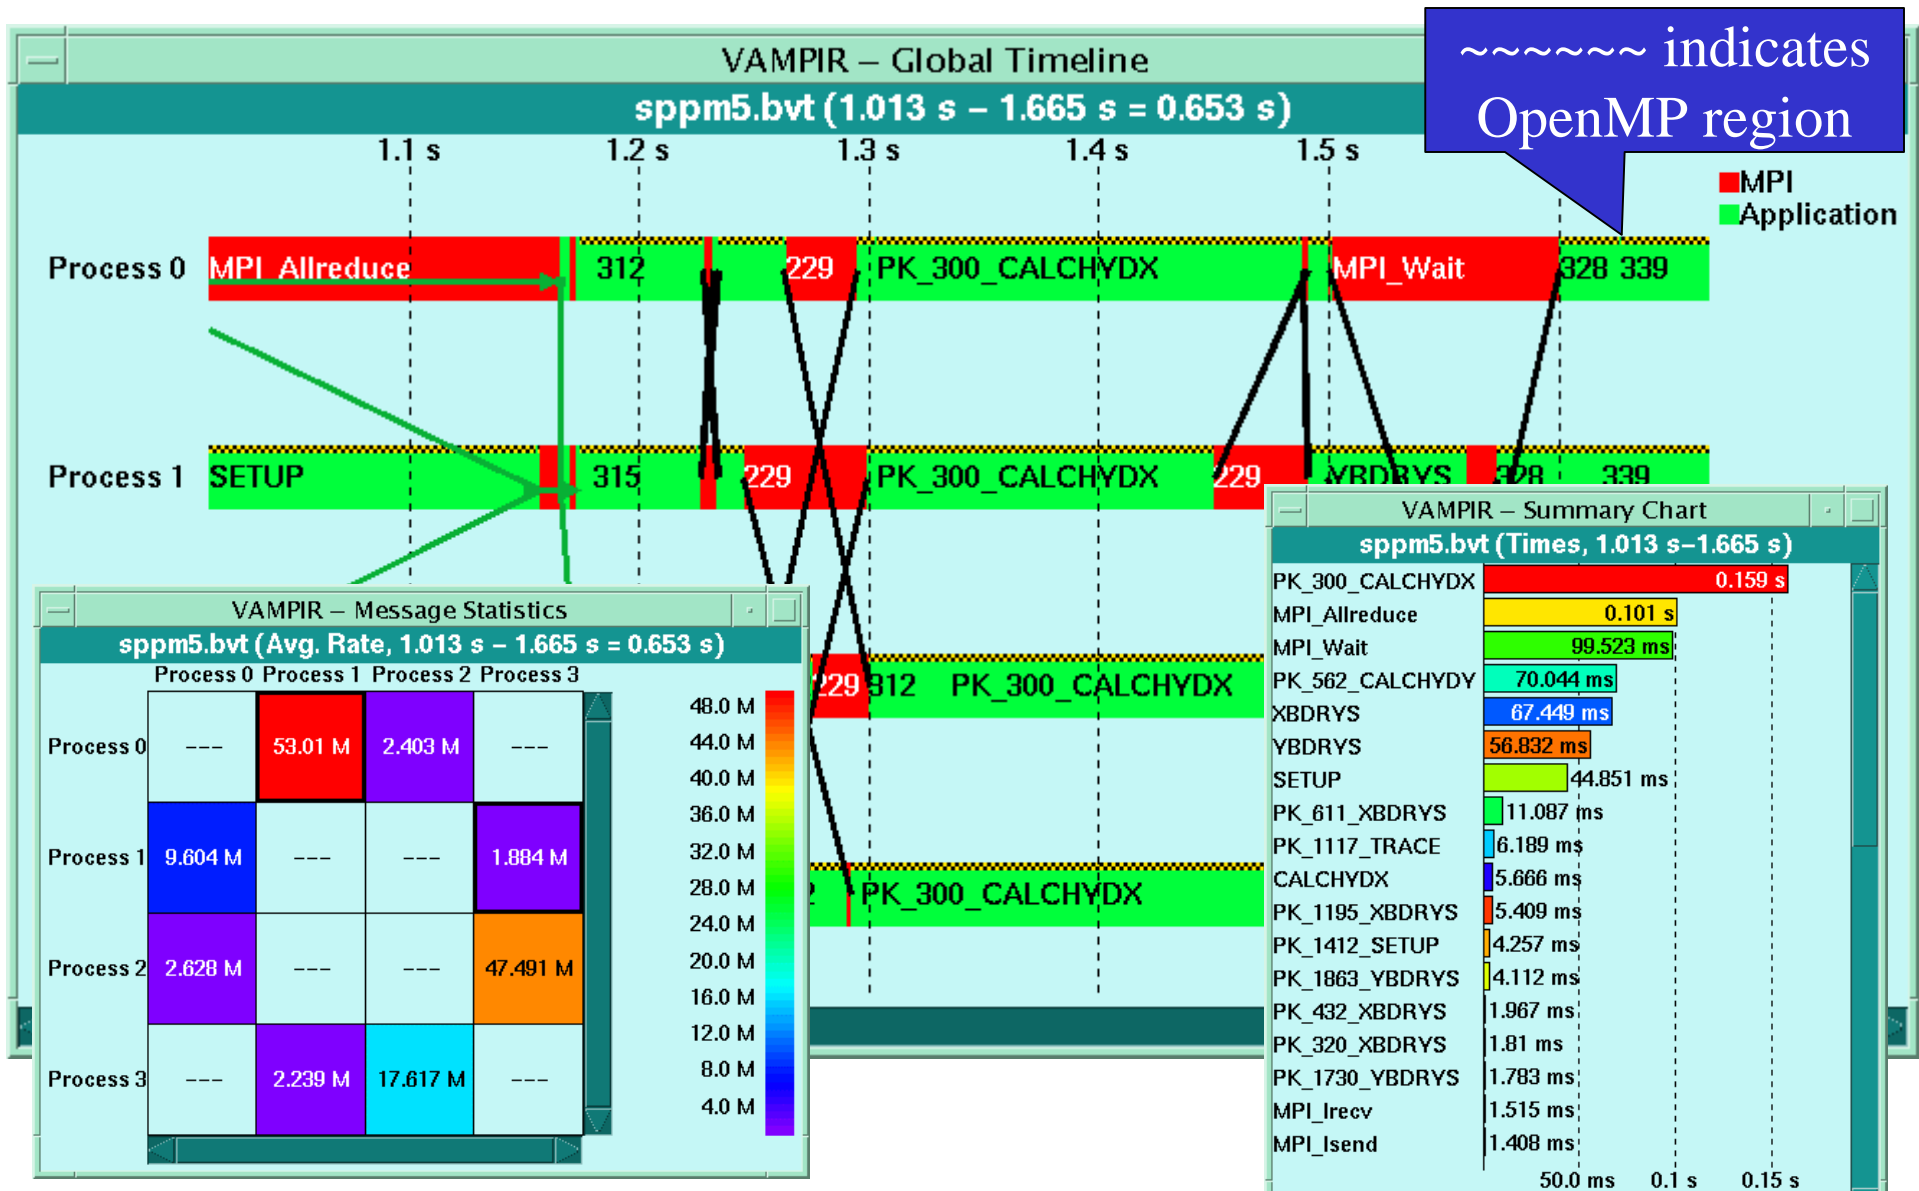 VAMPIR – Global Timeline
~~~~~~ indicates
OpenMP region
sppm5.bvt (1.013 s – 1.665 s = 0.653 s)
1.1 s 1.2 s 1.3 s 1.4 s 1.5 s
MPI
Application
Process 0 MPI_Allreduce 312 229 PK_300_CALCHYDX MPI_Wait 328 339
Process 1 SETUP 315 229 PK_300_CALCHYDX 229 YBDRYS 328 339
229 312 PK_300_CALCHYDX
2 PK_300_CALCHYDX
VAMPIR – Message Statistics
sppm5.bvt (Avg. Rate, 1.013 s – 1.665 s = 0.653 s)
Process 0 Process 1 Process 2 Process 3
Process 0 --- 53.01 M 2.403 M ---
Process 1 9.604 M --- --- 1.884 M
Process 2 2.628 M --- --- 47.491 M
Process 3 --- 2.239 M 17.617 M ---
48.0 M
44.0 M
40.0 M
36.0 M
32.0 M
28.0 M
24.0 M
20.0 M
16.0 M
12.0 M
8.0 M
4.0 M
VAMPIR – Summary Chart
sppm5.bvt (Times, 1.013 s–1.665 s)
PK_300_CALCHYDX 0.159 s
MPI_Allreduce 0.101 s
MPI_Wait 99.523 ms
PK_562_CALCHYDY 70.044 ms
XBDRYS 67.449 ms
YBDRYS 56.832 ms
SETUP 44.851 ms
PK_611_XBDRYS 11.087 ms
PK_1117_TRACE 6.189 ms
CALCHYDX 5.666 ms
PK_1195_XBDRYS 5.409 ms
PK_1412_SETUP 4.257 ms
PK_1863_YBDRYS 4.112 ms
PK_432_XBDRYS 1.967 ms
PK_320_XBDRYS 1.81 ms
PK_1730_YBDRYS 1.783 ms
MPI_Irecv 1.515 ms
MPI_Isend 1.408 ms
50.0 ms 0.1 s 0.15 s